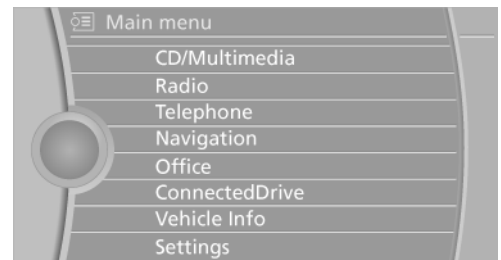 Main menu
CD/Multimedia
Radio
Telephone
Navigation
Office
ConnectedDrive
Vehicle Info
Settings